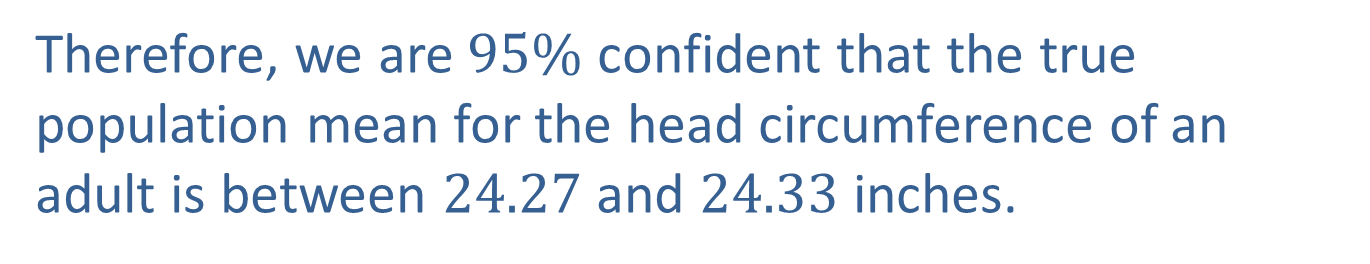 Therefore, we are 95% confident that the true
population mean for the head circumference of an
adult is between 24.27 and 24.33 inches.